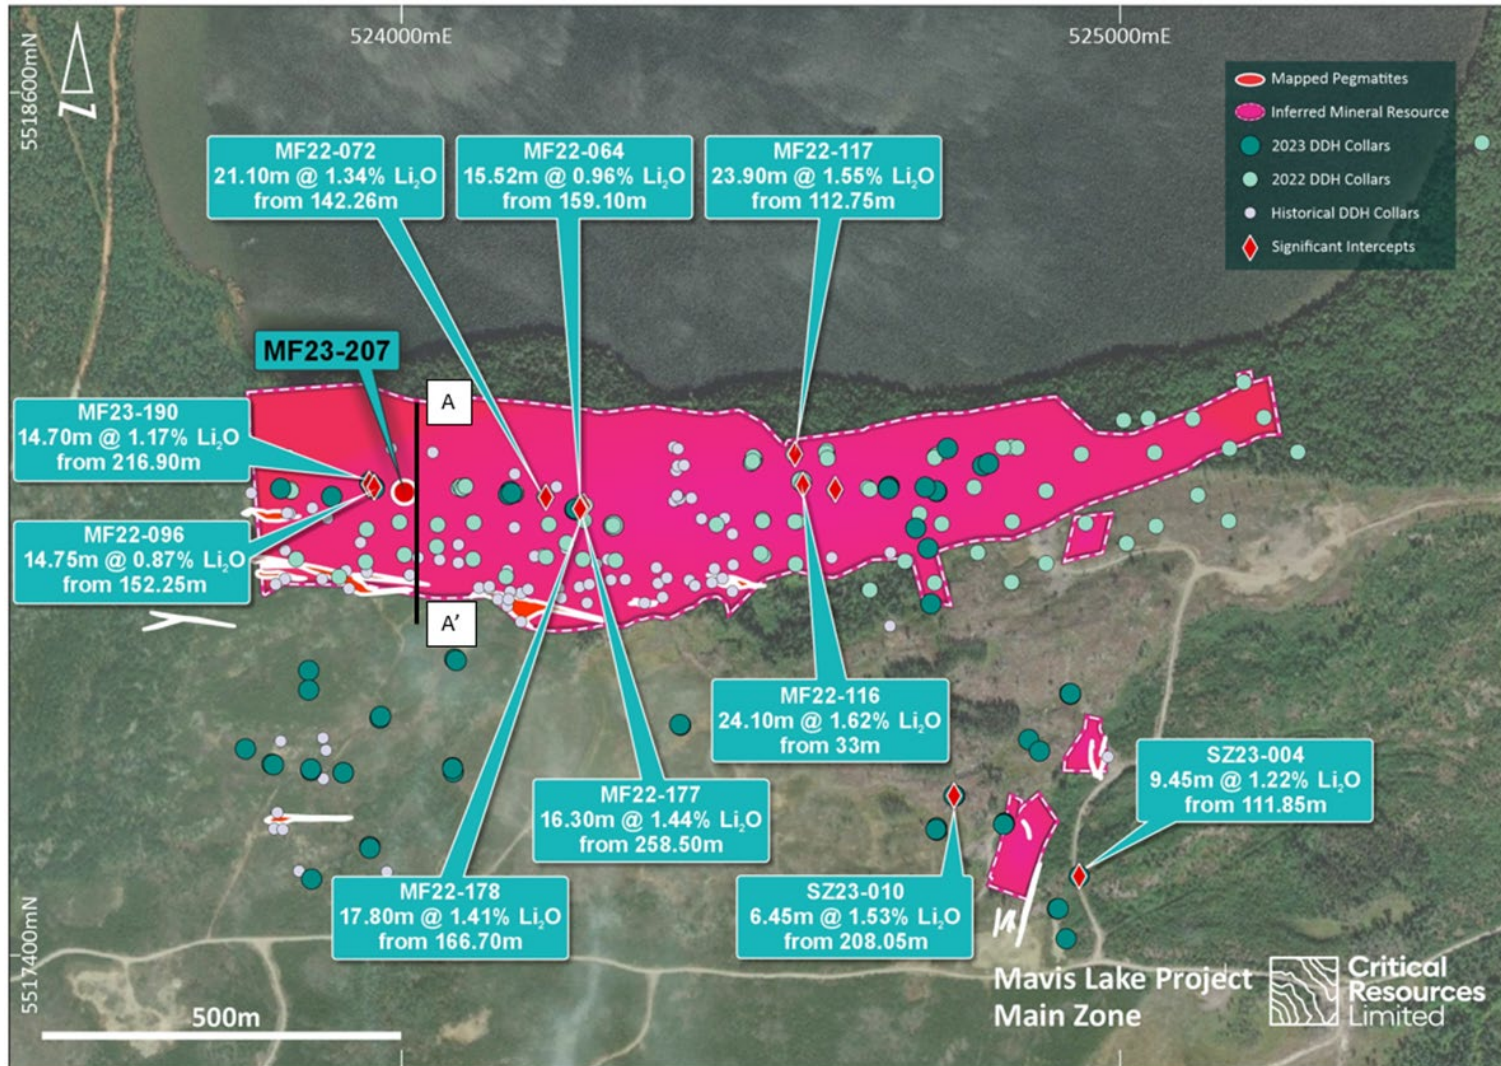 524000mE
525000mE
5518600mN
N
Mapped Pegmatites
Inferred Mineral Resource
2023 DDH Collars
2022 DDH Collars
Historical DDH Collars
Significant Intercepts
MF22-072
21.10m @ 1.34% Li₂O
from 142.26m
MF22-064
15.52m @ 0.96% Li₂O
from 159.10m
MF22-117
23.90m @ 1.55% Li₂O
from 112.75m
MF23-207
A
MF23-190
14.70m @ 1.17% Li₂O
from 216.90m
MF22-096
14.75m @ 0.87% Li₂O
from 152.25m
A'
MF22-116
24.10m @ 1.62% Li₂O
from 33m
SZ23-004
9.45m @ 1.22% Li₂O
from 111.85m
MF22-177
16.30m @ 1.44% Li₂O
from 258.50m
MF22-178
17.80m @ 1.41% Li₂O
from 166.70m
SZ23-010
6.45m @ 1.53% Li₂O
from 208.05m
5517400mN
500m
Mavis Lake Project
Main Zone
Critical
Resources
Limited